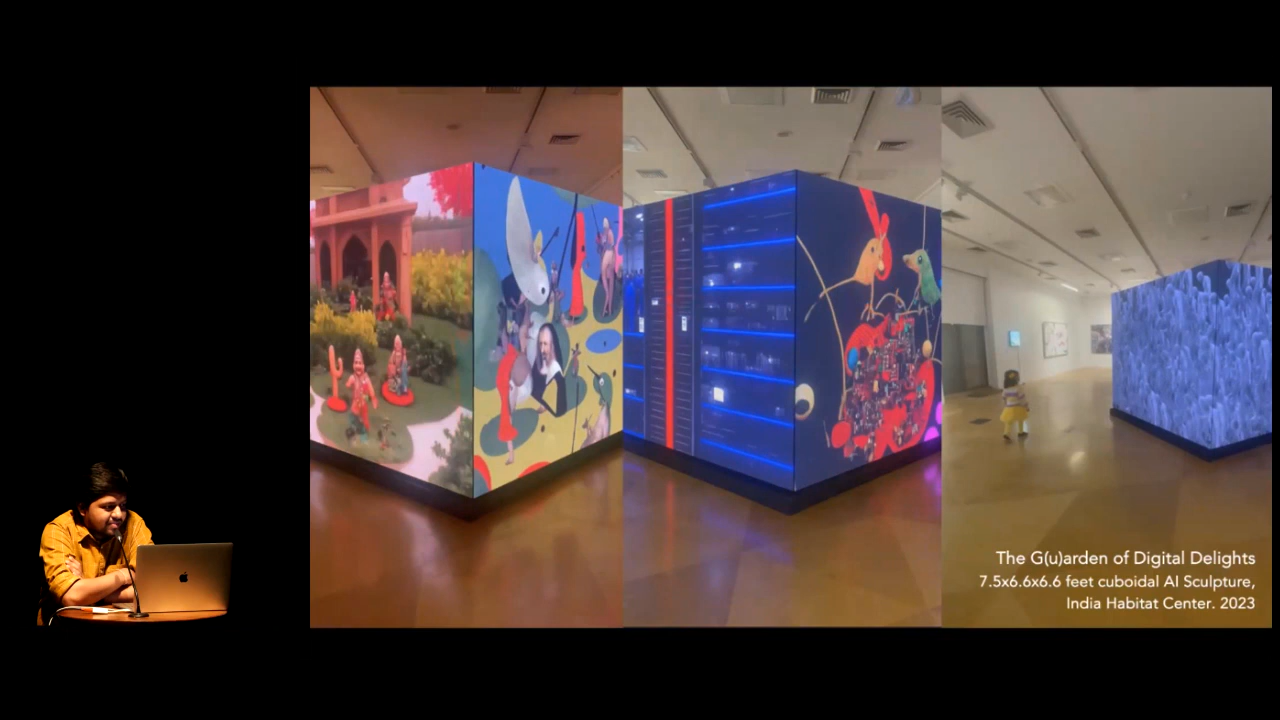 The G(u)arden of Digital Delights
7.5x6.6x6.6 feet cuboidal AI Sculpture,
India Habitat Center. 2023